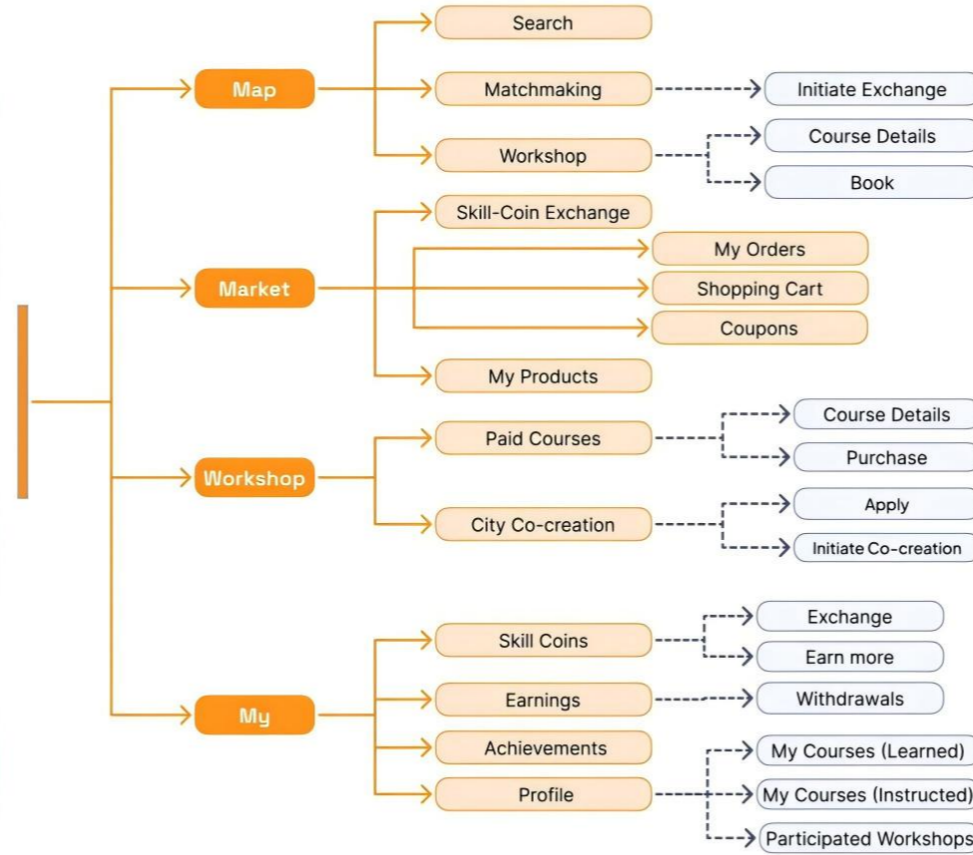 Map
Search
Matchmaking
Initiate Exchange
Workshop
Course Details
Book
Market
Skill-Coin Exchange
My Orders
Shopping Cart
Coupons
My Products
Workshop
Paid Courses
Course Details
Purchase
City Co-creation
Apply
Initiate Co-creation
My
Skill Coins
Exchange
Earn more
Earnings
Withdrawals
Achievements
Profile
My Courses (Learned)
My Courses (Instructed)
Participated Workshops